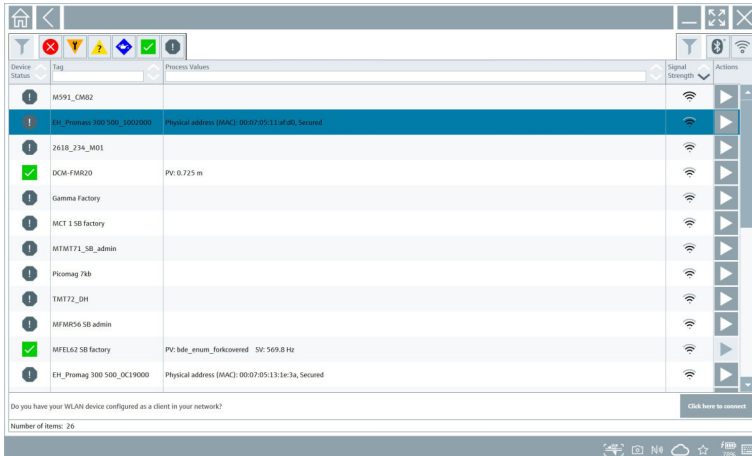 Device Status
Tag
Process Values
Signal Strength
Actions
M591_CM82
EH_Promass 300 500_1002000 Physical address (MAC): 00:07:05:11:af:d0, Secured
2618_234_M01
DCM-FMR20 PV: 0.725 m
Gamma Factory
MCT 1 SB factory
MTMT71_SB_admin
Picomag 7kb
TMT72_DH
MFMR56 SB admin
MFEL62 SB factory PV: bde_enum_forkcovered SV: 569.8 Hz
EH_Promag 300 500_0C19000 Physical address (MAC): 00:07:05:13:1e:3a, Secured
Do you have your WLAN device configured as a client in your network? Click here to connect
Number of items: 26
78%